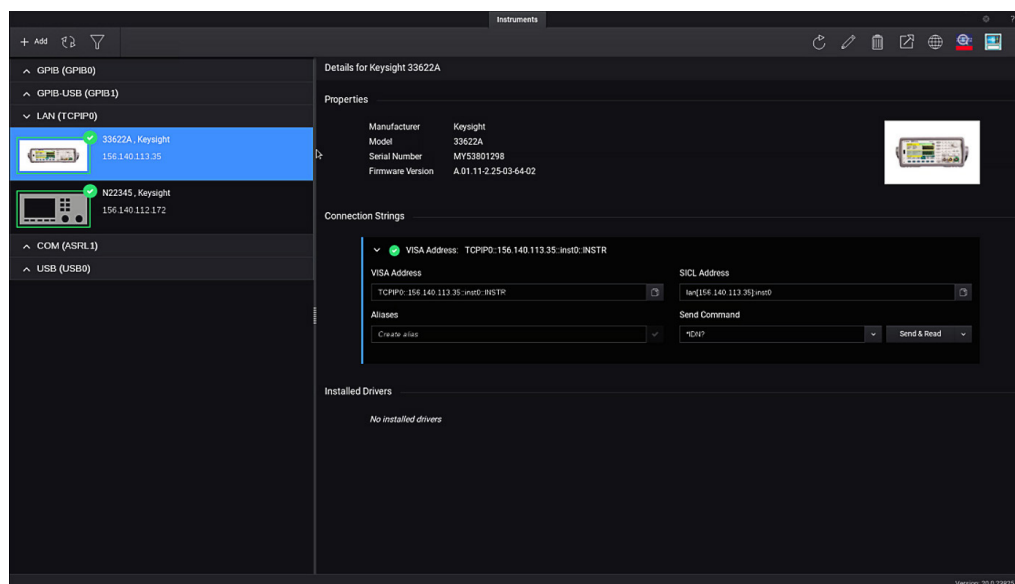 Instruments
?
+ Add
GPIB (GPIB0)
GPIB-USB (GPIB1)
LAN (TCPIP0)
33622A , Keysight
156.140.113.35
N22345 , Keysight
156.140.112.172
COM (ASRL1)
USB (USB0)
Details for Keysight 33622A
Properties
Manufacturer Keysight
Model 33622A
Serial Number MY53801298
Firmware Version A.01.11-2.25-03-64-02
Connection Strings
VISA Address: TCPIP0::156.140.113.35::inst0::INSTR
VISA Address SICL Address
TCPIP0::156.140.113.35::inst0::INSTR lan[156.140.113.35]:inst0
Aliases Send Command
Create alias *IDN? Send & Read
Installed Drivers
No installed drivers